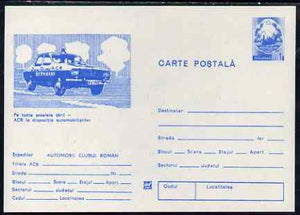 CARTE POSTALĂ
ACR
DEPANARE
Pe toate șoselele țării –
ACR la dispoziția automobiliștilor
Expeditor AUTOMOBIL CLUBUL ROMÂN
Filiala ACR
Strada Nr.
Blocul Scara Etajul Apart.
Sectorul Județul
Codul Localitatea
Destinatar
Strada Nr.
Blocul Scara Etajul Apart.
Sectorul Județul
Codul Localitatea